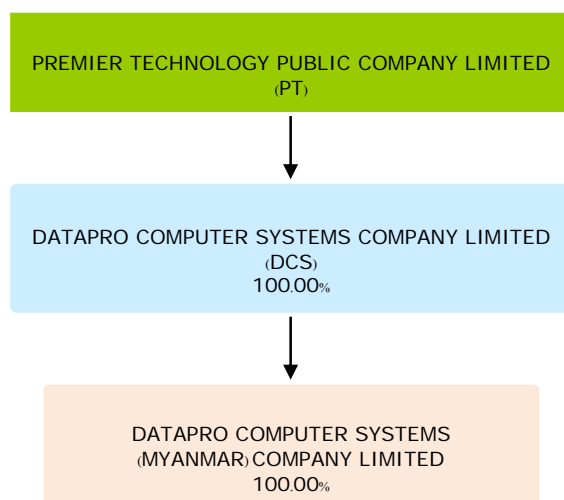 PREMIER TECHNOLOGY PUBLIC COMPANY LIMITED
(PT)
DATAPRO COMPUTER SYSTEMS COMPANY LIMITED
(DCS)
100.00%
DATAPRO COMPUTER SYSTEMS
(MYANMAR) COMPANY LIMITED
100.00%